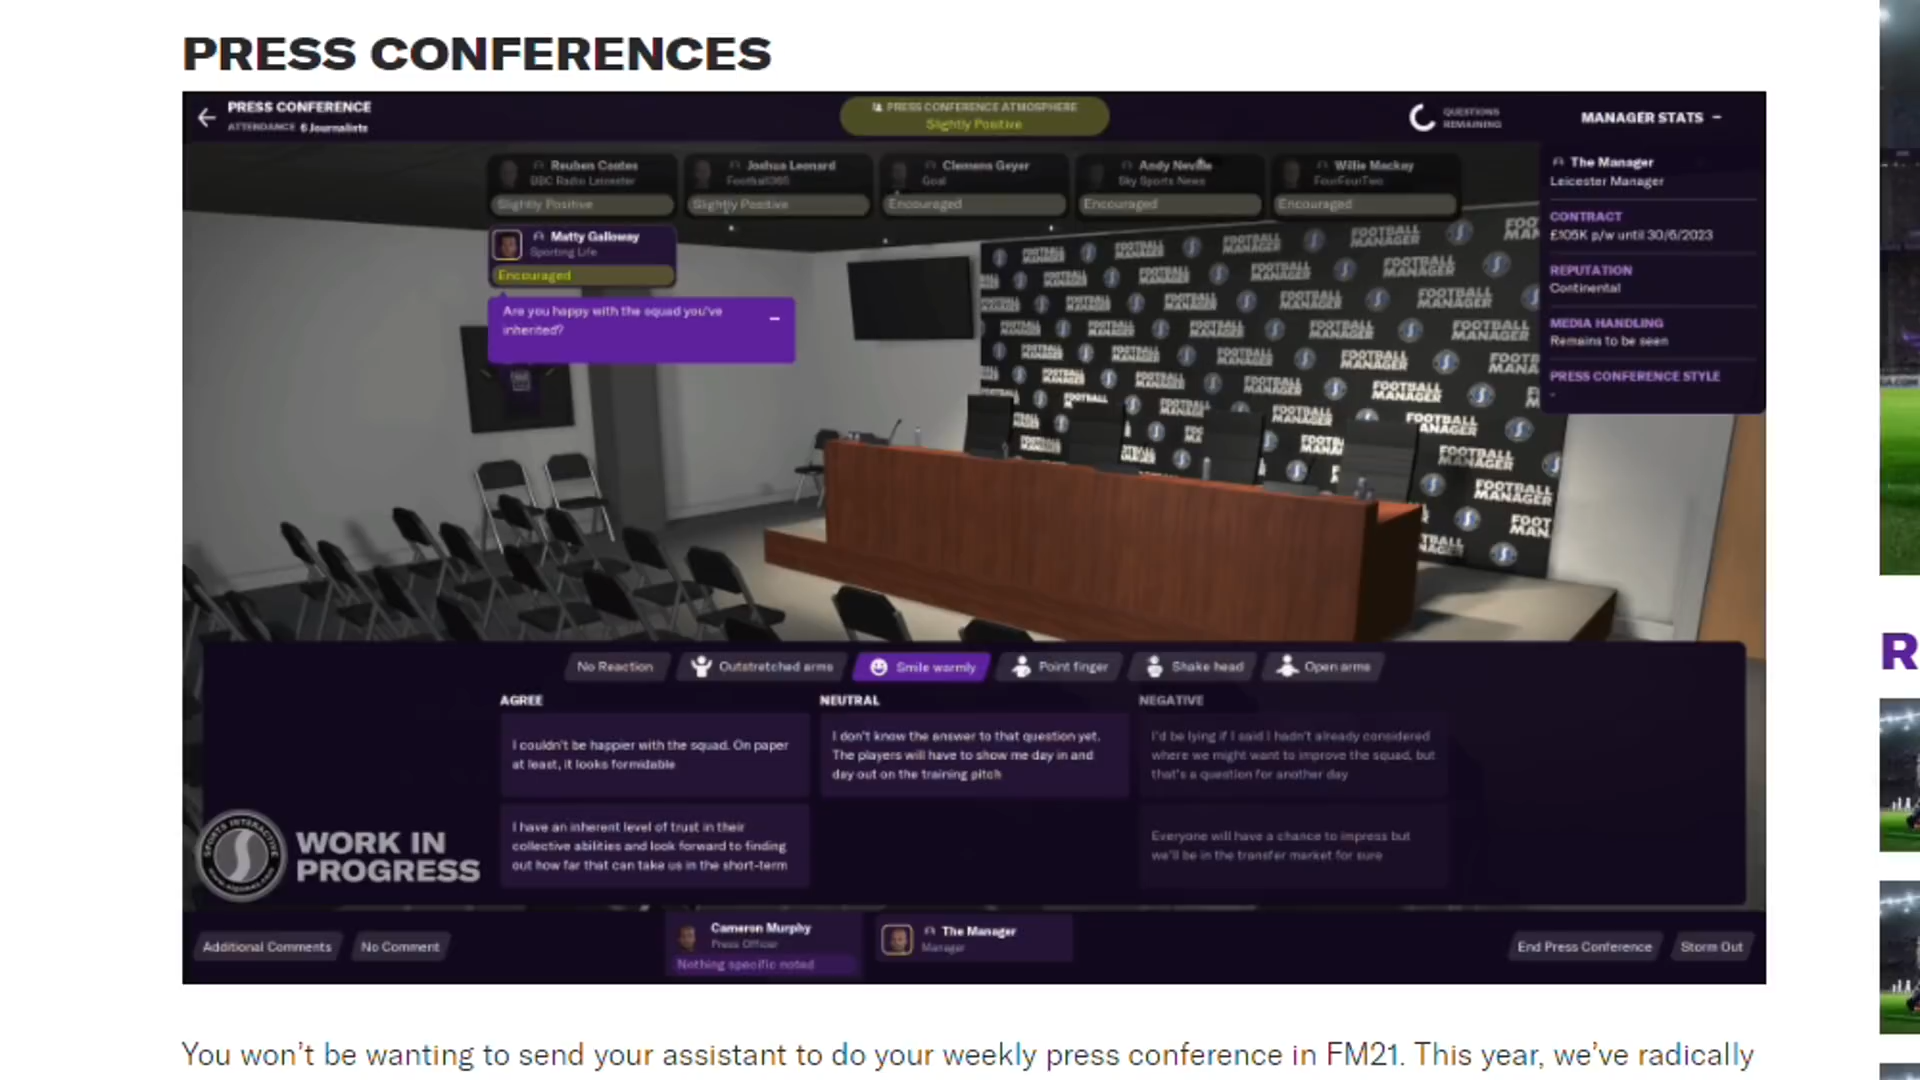 PRESS CONFERENCES
PRESS CONFERENCE
ATTENDANCE 6 Journalists
PRESS CONFERENCE ATMOSPHERE
Slightly Positive
QUESTIONS
REMAINING
MANAGER STATS
Reuben Coates
BBC Radio Leicester
Slightly Positive
Joshua Leonard
Football365
Slightly Positive
Clemens Geyer
Goal
Encouraged
Andy Neville
Sky Sports News
Encouraged
Willie Mackay
FourFourTwo
Encouraged
The Manager
Leicester Manager
CONTRACT
£105K p/w until 30/6/2023
REPUTATION
Continental
MEDIA HANDLING
Remains to be seen
PRESS CONFERENCE STYLE
-
Matty Galloway
Sporting Life
Encouraged
Are you happy with the squad you've
inherited?
FOOTBALL
MANAGER
No Reaction
Outstretched arms
Smile warmly
Point finger
Shake head
Open arms
AGREE
I couldn't be happier with the squad. On paper
at least, it looks formidable
I have an inherent level of trust in their
collective abilities and look forward to finding
out how far that can take us in the short-term
NEUTRAL
I don't know the answer to that question yet.
The players will have to show me day in and
day out on the training pitch
NEGATIVE
I'd be lying if I said I hadn't already considered
where we might want to improve the squad, but
that's a question for another day
Everyone will have a chance to impress but
we'll be in the transfer market for sure
SPORTS INTERACTIVE
WORK IN
PROGRESS
Additional Comments
No Comment
Cameron Murphy
Press Officer
Nothing specific noted
The Manager
Manager
End Press Conference
Storm Out
R
You won't be wanting to send your assistant to do your weekly press conference in FM21. This year, we've radically